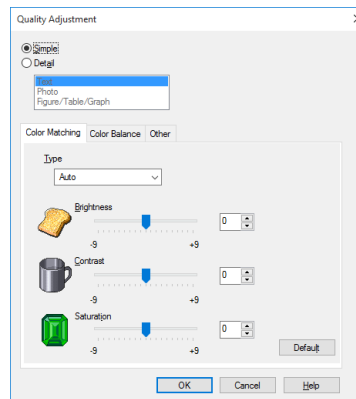 Quality Adjustment
Simple
Detail
Text
Photo
Figure/Table/Graph
Color Matching Color Balance Other
Type
Auto
Brightness
0
-9 +9
Contrast
0
-9 +9
Saturation
0
-9 +9
Default
OK Cancel Help